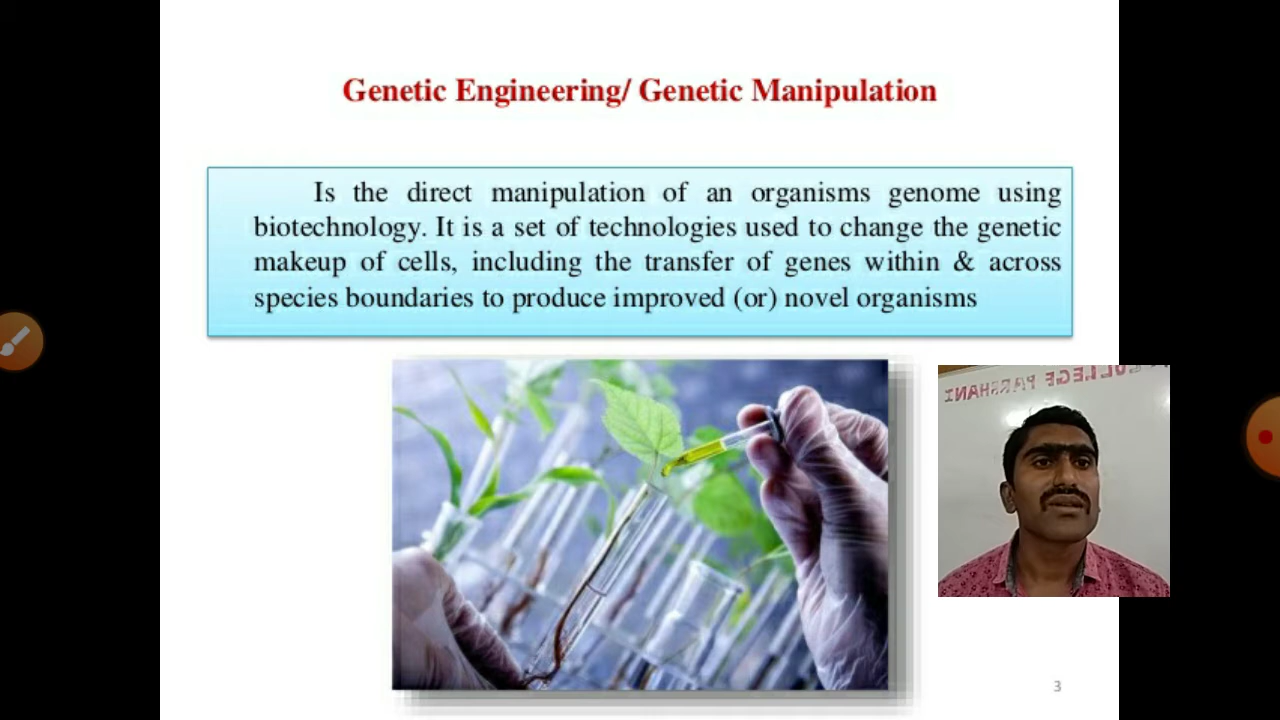 Genetic Engineering/ Genetic Manipulation
Is the direct manipulation of an organisms genome using
biotechnology. It is a set of technologies used to change the genetic
makeup of cells, including the transfer of genes within & across
species boundaries to produce improved (or) novel organisms
COLLEGE PARBHANI
3